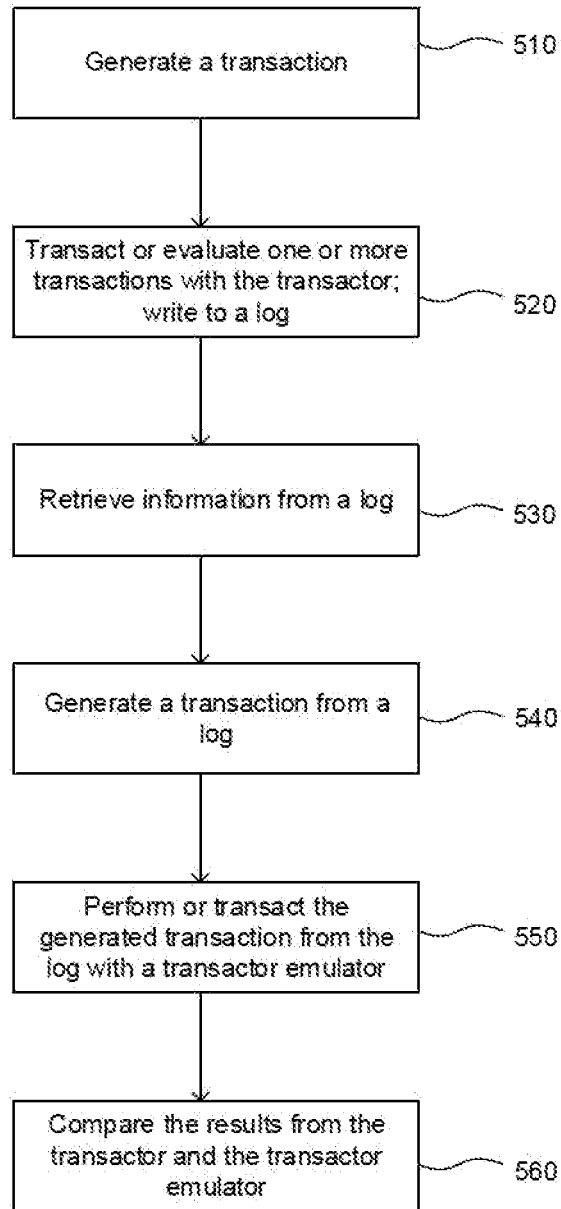 Generate a transaction
510
Transact or evaluate one or more
transactions with the transactor;
write to a log
520
Retrieve information from a log
530
Generate a transaction from a
log
540
Perform or transact the
generated transaction from the
log with a transactor emulator
550
Compare the results from the
transactor and the transactor
emulator
560